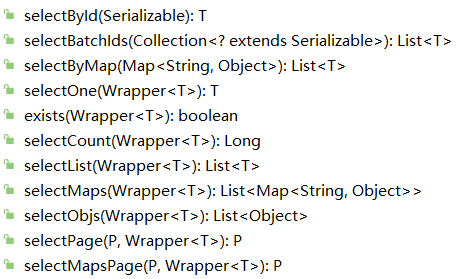 selectById(Serializable): T
selectBatchIds(Collection<? extends Serializable>): List<T>
selectByMap(Map<String, Object>): List<T>
selectOne(Wrapper<T>): T
exists(Wrapper<T>): boolean
selectCount(Wrapper<T>): Long
selectList(Wrapper<T>): List<T>
selectMaps(Wrapper<T>): List<Map<String, Object>>
selectObjs(Wrapper<T>): List<Object>
selectPage(P, Wrapper<T>): P
selectMapsPage(P, Wrapper<T>): P